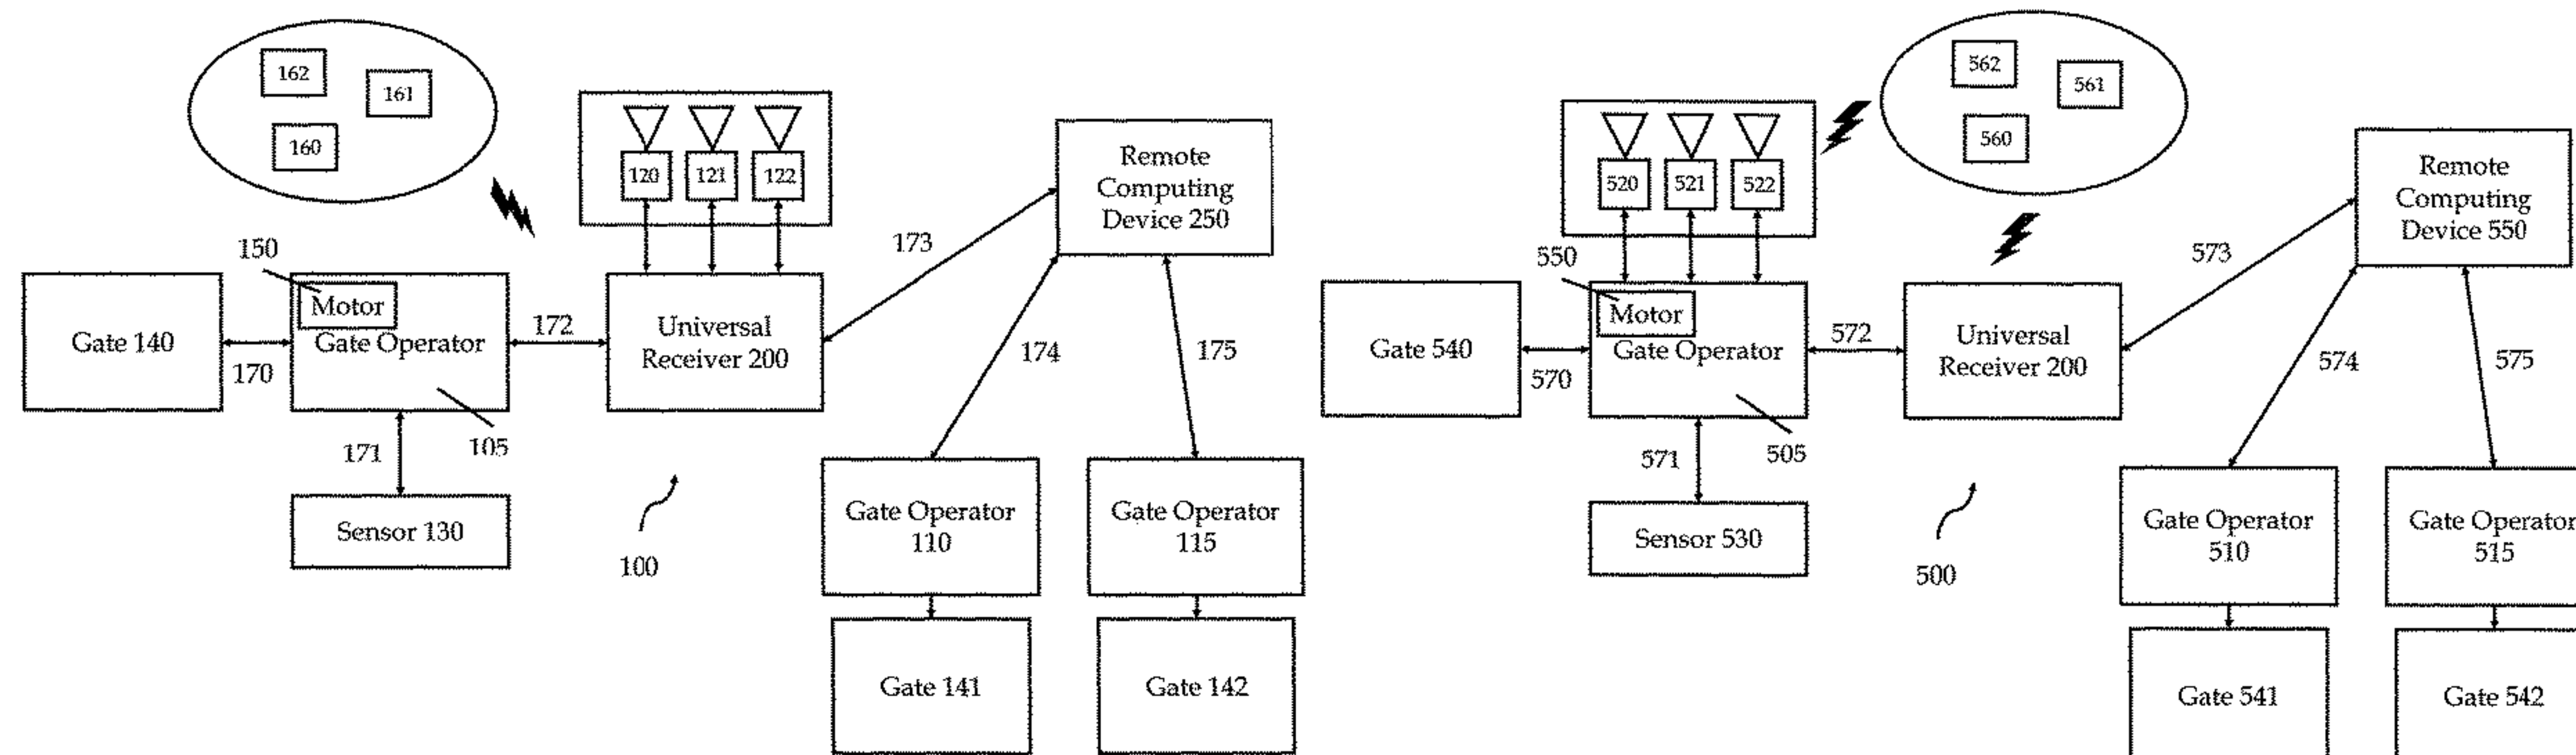 162
161
160
120
121
122
Remote
Computing
Device 250
173
150
Motor
Gate Operator
Gate 140
170
172
Universal
Receiver 200
174
175
171
105
Sensor 130
100
Gate Operator
110
Gate Operator
115
Gate 141
Gate 142
562
561
560
520
521
522
Remote
Computing
Device 550
573
550
Motor
Gate Operator
Gate 540
570
572
Universal
Receiver 200
574
575
571
505
Sensor 530
500
Gate Operator
510
Gate Operator
515
Gate 541
Gate 542